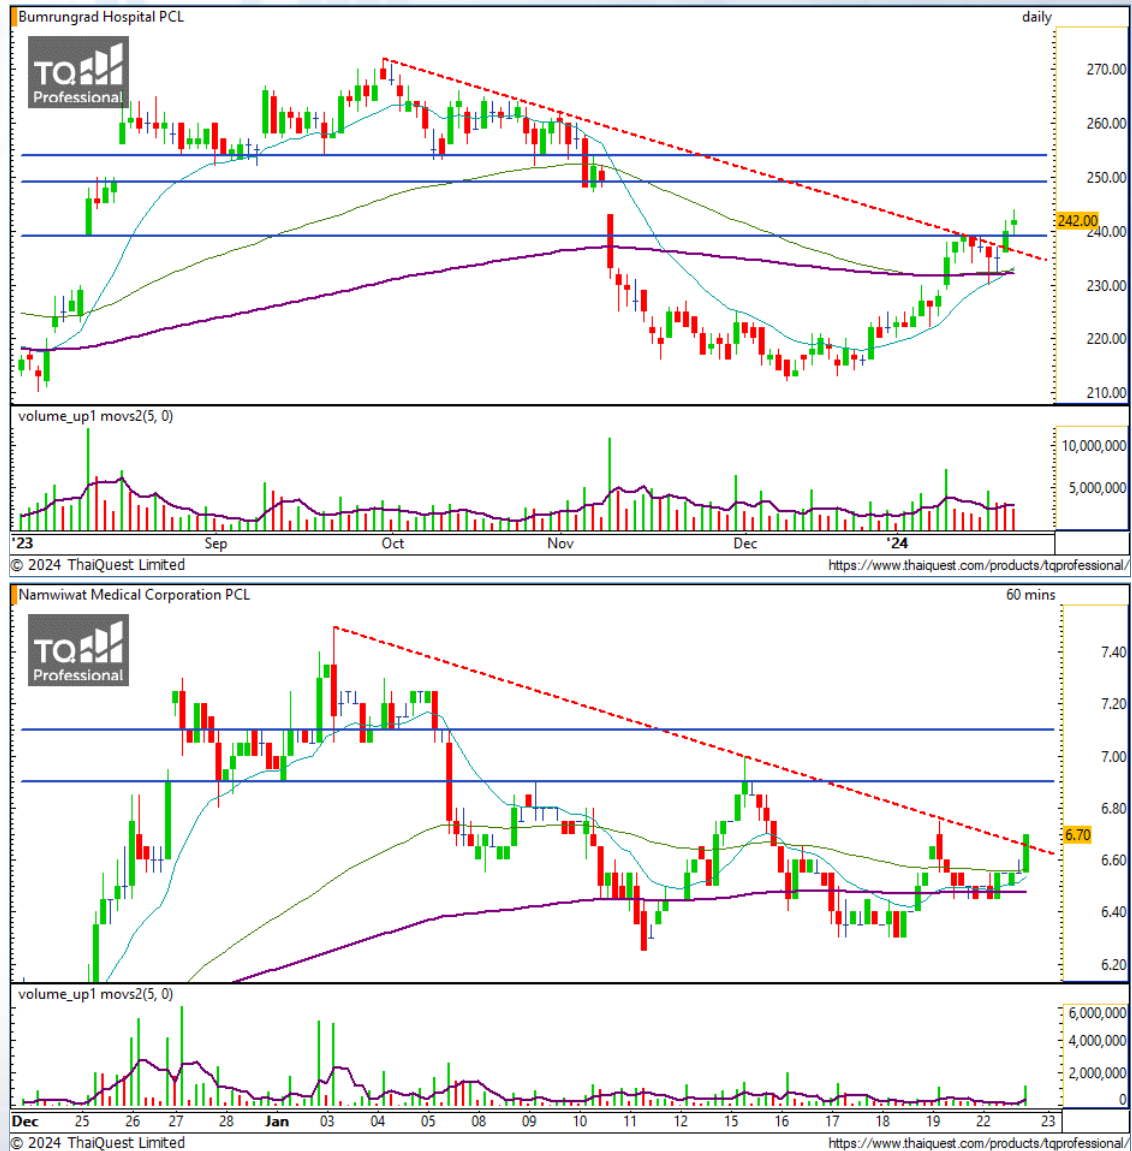 Bumrungrad Hospital PCL daily
TQ
Professional
270.00
260.00
250.00
242.00
240.00
230.00
220.00
210.00
volume_up1 movs2(5, 0)
10,000,000
5,000,000
'23 Sep Oct Nov Dec '24
© 2024 ThaiQuest Limited https://www.thaiquest.com/products/tqprofessional/
Namwiwat Medical Corporation PCL 60 mins
TQ
Professional
7.40
7.20
7.00
6.80
6.70
6.60
6.40
6.20
volume_up1 movs2(5, 0)
6,000,000
4,000,000
2,000,000
0
Dec 25 26 27 28 Jan 03 04 05 08 09 10 11 12 15 16 17 18 19 22 23
© 2024 ThaiQuest Limited https://www.thaiquest.com/products/tqprofessional/